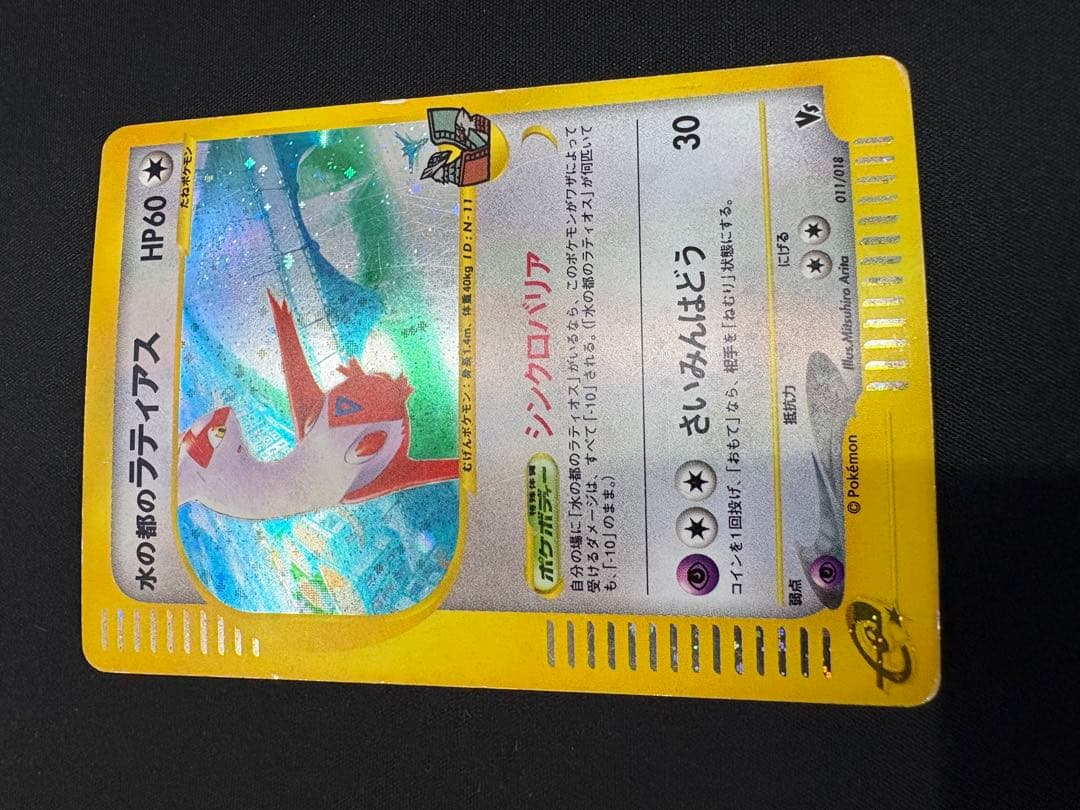 水の都のラティアス HP60
たねポケモン
むげんポケモン：身長1.4m、体重40kg ID：N-11
ポケボディー 特殊体質 シンクロバリア
自分の場に「水の都のラティオス」がいるなら、このポケモンがワザによって
受けるダメージは、すべて「-10」される。（「水の都のラティオス」が何匹いて
も、「-10」のまま。）
さいみんはどう 30
コインを1回投げ、「おもて」なら、相手を「ねむり」状態にする。
弱点 抵抗力 にげる
Illus. Mitsuhiro Arita
© Pokémon 011/018 VS
e